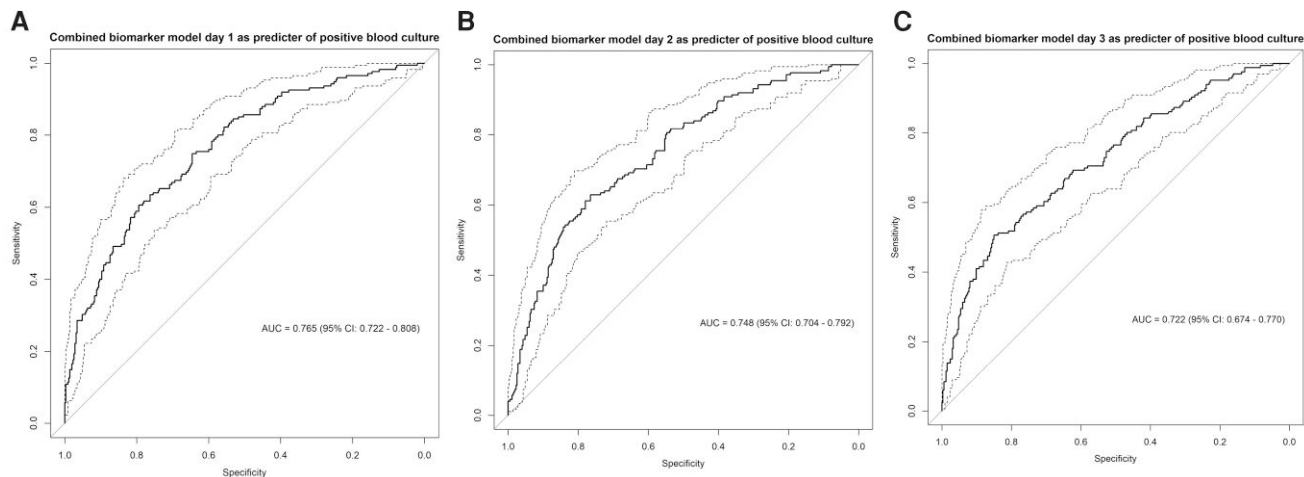 A
Combined biomarker model day 1 as predicter of positive blood culture
1.0
0.8
0.6
0.4
0.2
0.0
Sensitivity
AUC = 0.765 (95% CI: 0.722 - 0.808)
1.0 0.8 0.6 0.4 0.2 0.0
Specificity
B
Combined biomarker model day 2 as predicter of positive blood culture
1.0
0.8
0.6
0.4
0.2
0.0
Sensitivity
AUC = 0.748 (95% CI: 0.704 - 0.792)
1.0 0.8 0.6 0.4 0.2 0.0
Specificity
C
Combined biomarker model day 3 as predicter of positive blood culture
1.0
0.8
0.6
0.4
0.2
0.0
Sensitivity
AUC = 0.722 (95% CI: 0.674 - 0.770)
1.0 0.8 0.6 0.4 0.2 0.0
Specificity